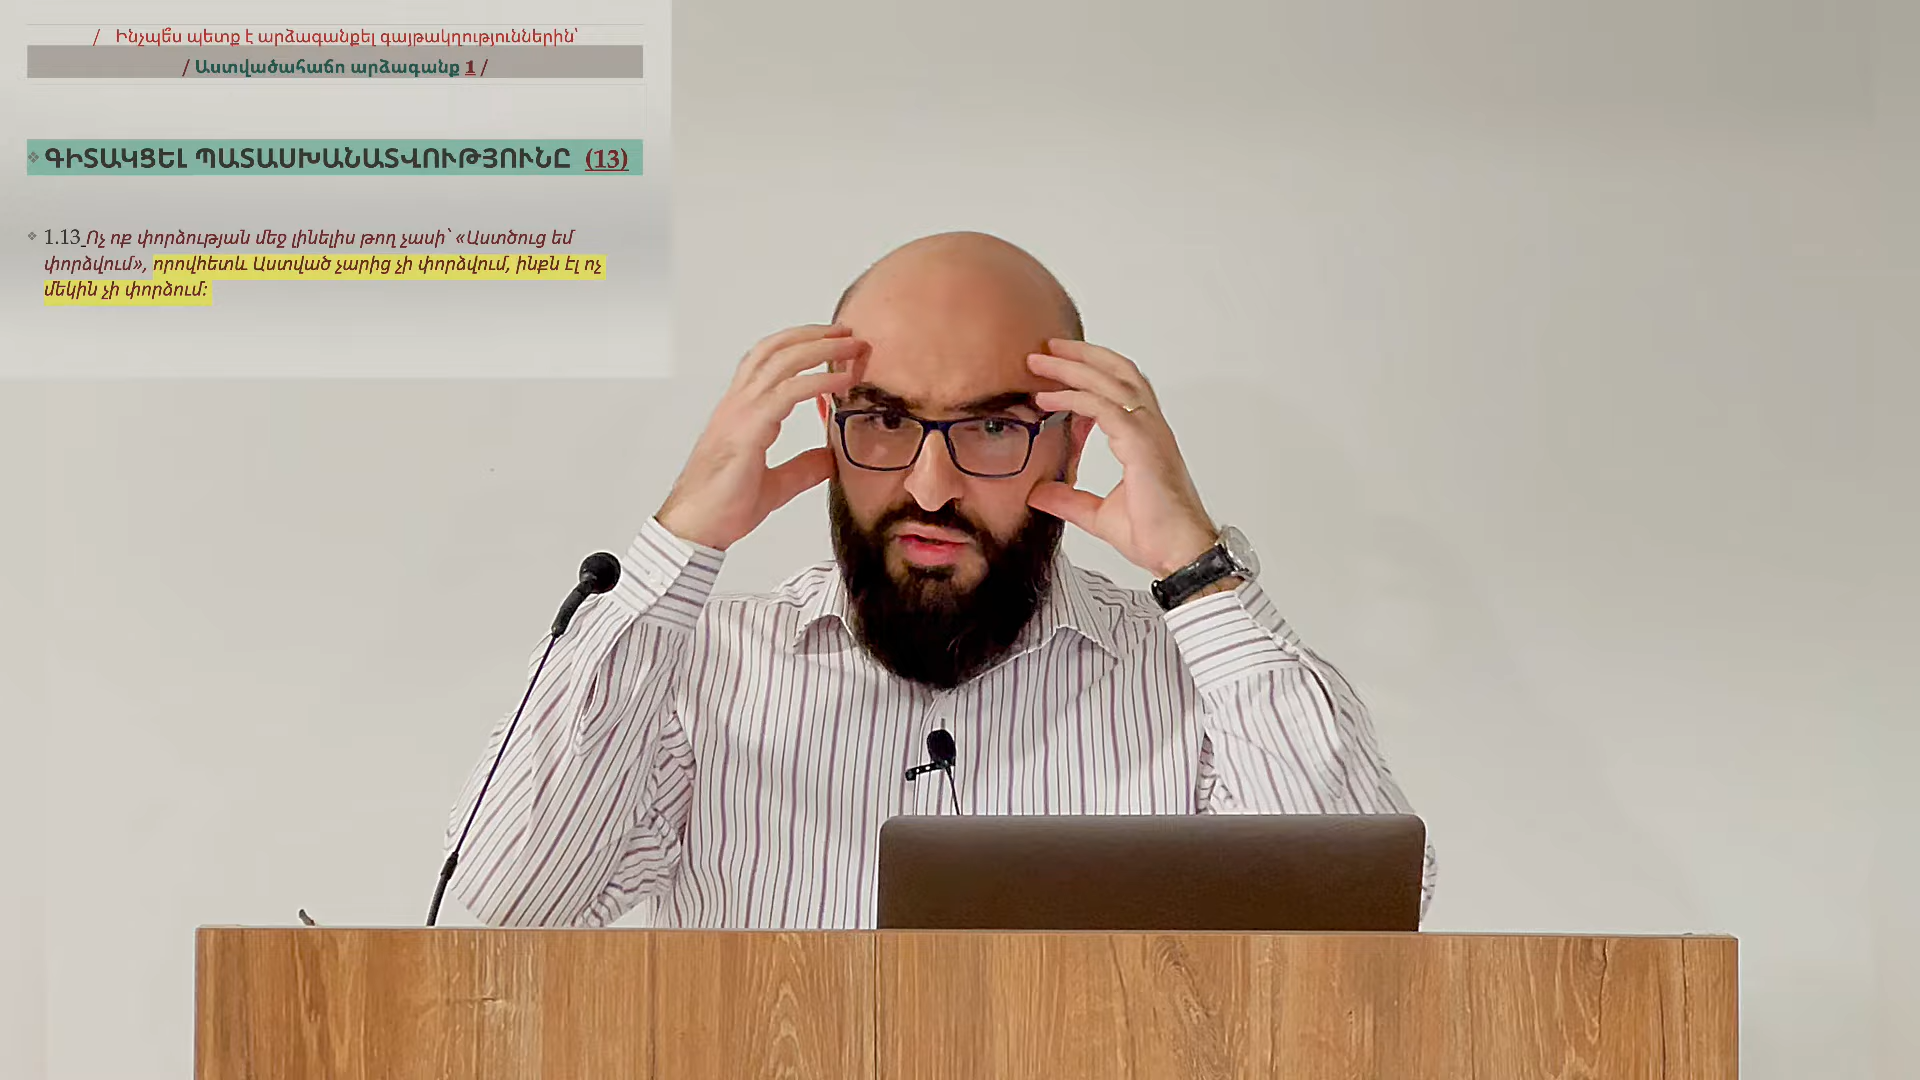 / Ինչպե՞ս պետք է արձագանքել գայթակղություններին՝
/ Աստվածահաճո արձագանք 1 /
ԳԻՏԱԿՑԵԼ ՊԱՏԱՍԽԱՆԱՏՎՈՒԹՅՈՒՆԸ (13)
1.13 Ոչ ոք փորձության մեջ լինելիս թող չասի՝ «Աստծուց եմ
փորձվում», որովհետև Աստված չարից չի փորձվում, ինքն էլ ոչ
մեկին չի փորձում: